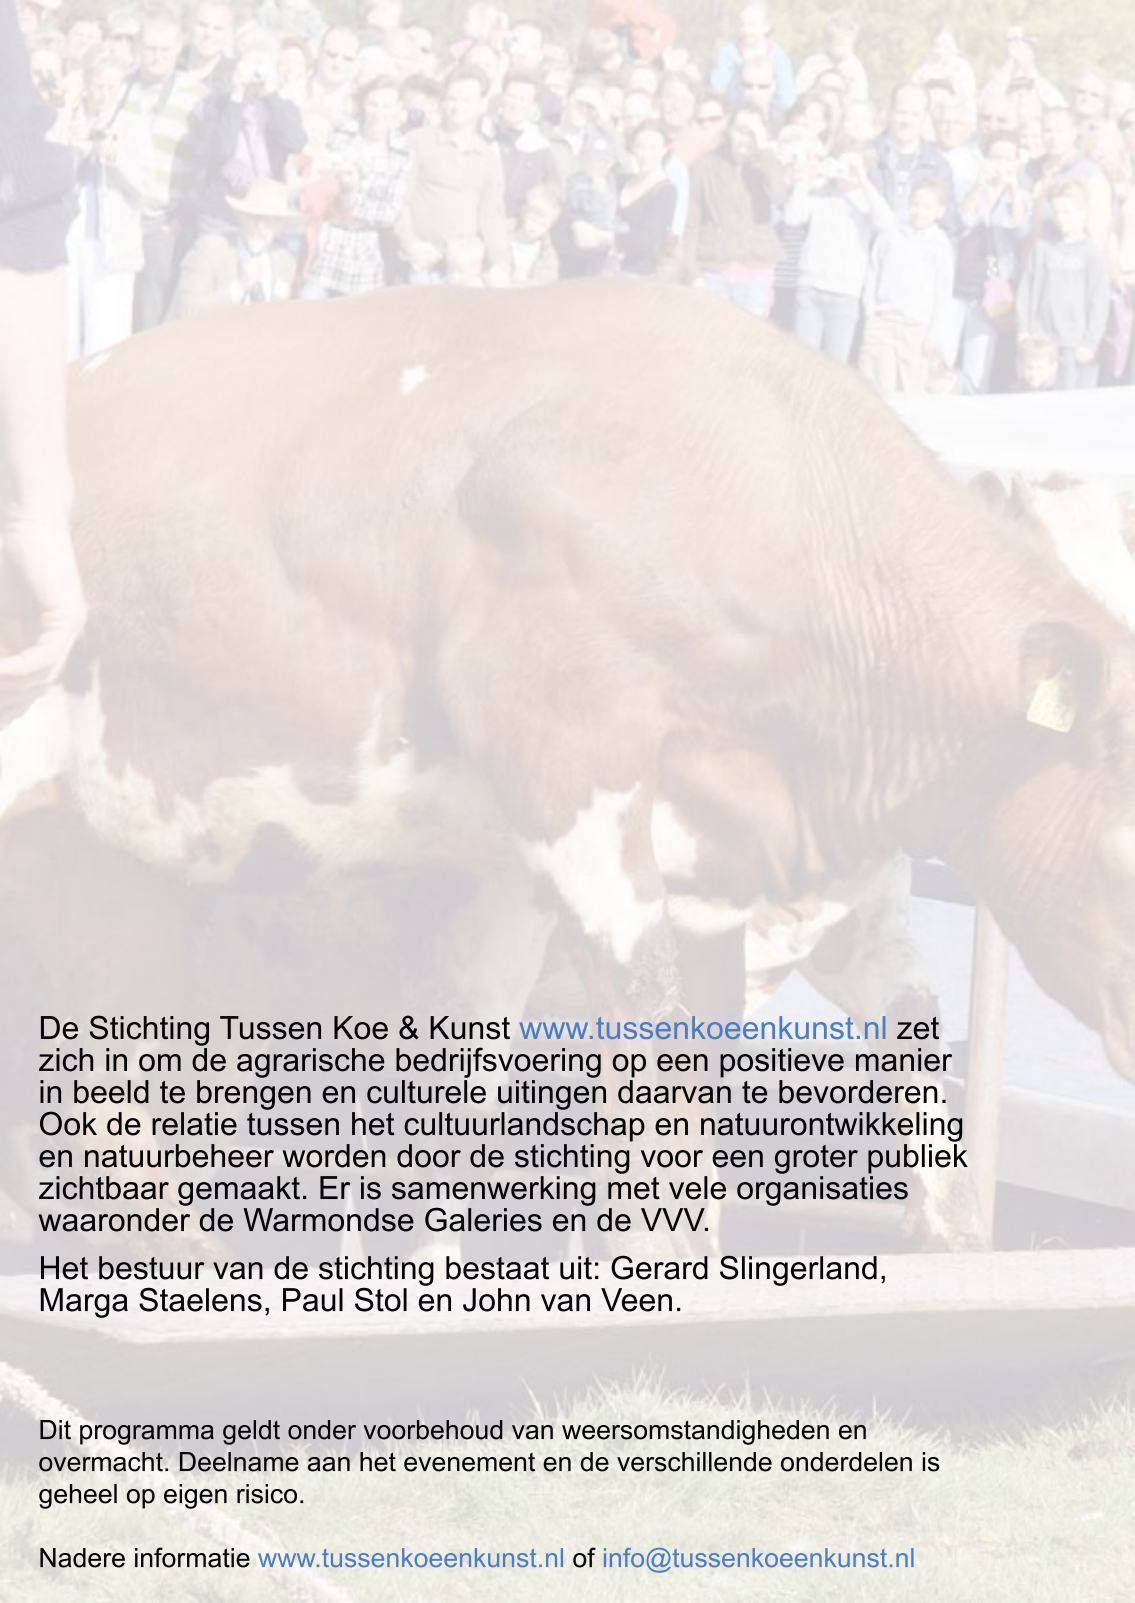 De Stichting Tussen Koe & Kunst www.tussenkoeenkunst.nl zet
zich in om de agrarische bedrijfsvoering op een positieve manier
in beeld te brengen en culturele uitingen daarvan te bevorderen.
Ook de relatie tussen het cultuurlandschap en natuurontwikkeling
en natuurbeheer worden door de stichting voor een groter publiek
zichtbaar gemaakt. Er is samenwerking met vele organisaties
waaronder de Warmondse Galeries en de VVV.
Het bestuur van de stichting bestaat uit: Gerard Slingerland,
Marga Staelens, Paul Stol en John van Veen.
Dit programma geldt onder voorbehoud van weersomstandigheden en
overmacht. Deelname aan het evenement en de verschillende onderdelen is
geheel op eigen risico.
Nadere informatie www.tussenkoeenkunst.nl of info@tussenkoeenkunst.nl